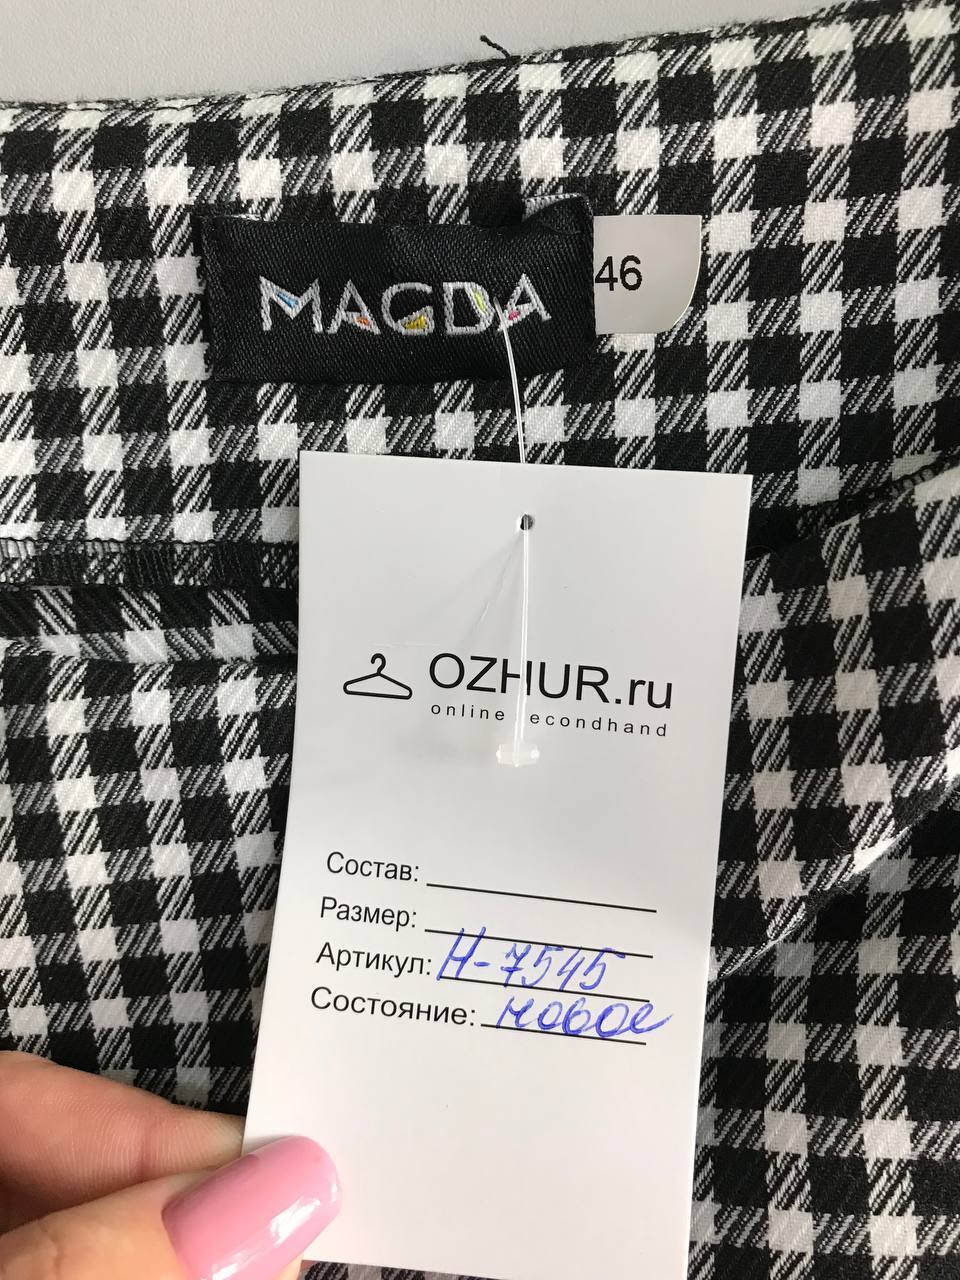 MAGDA
46
OZHUR.ru
online secondhand
Состав:
Размер:
Артикул: Н-7545
Состояние: новое